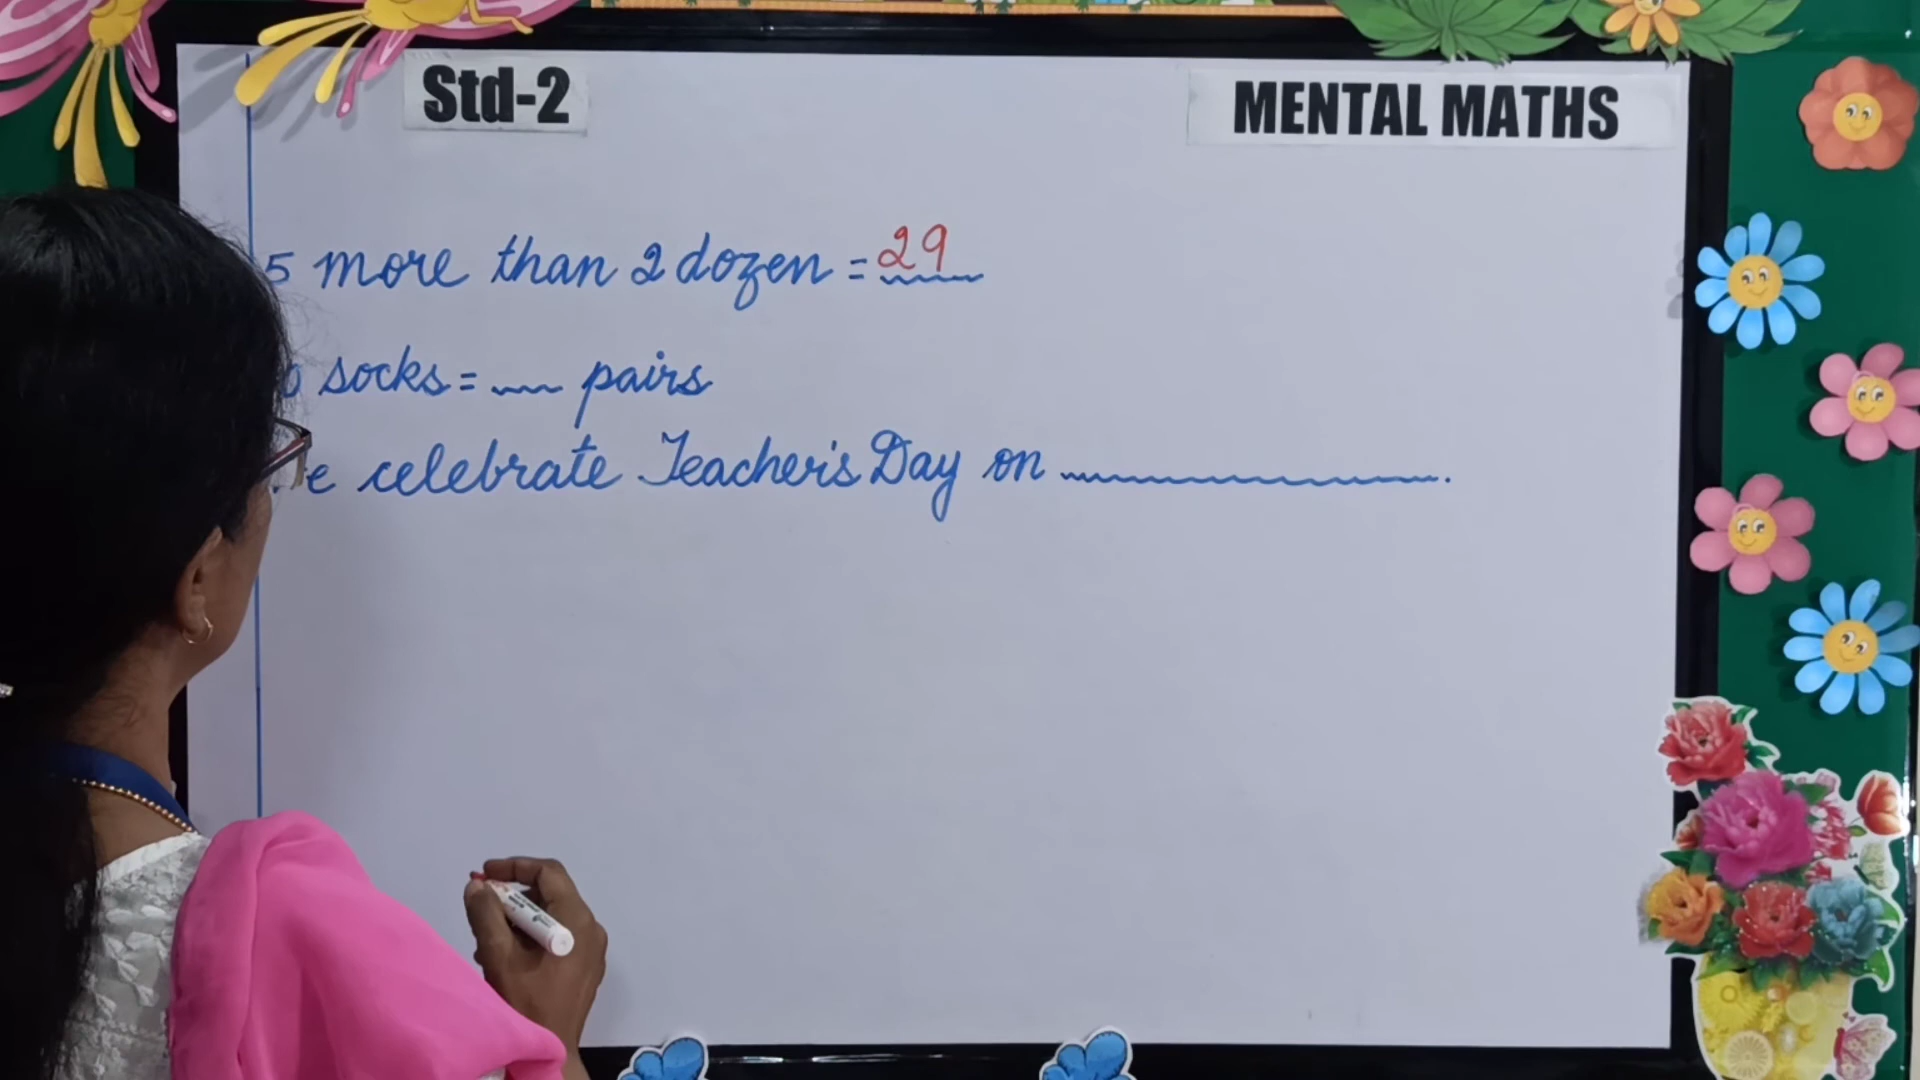 Std-2
MENTAL MATHS
5 more than 2 dozen = 29
socks = pairs
celebrate Teacher's Day on .